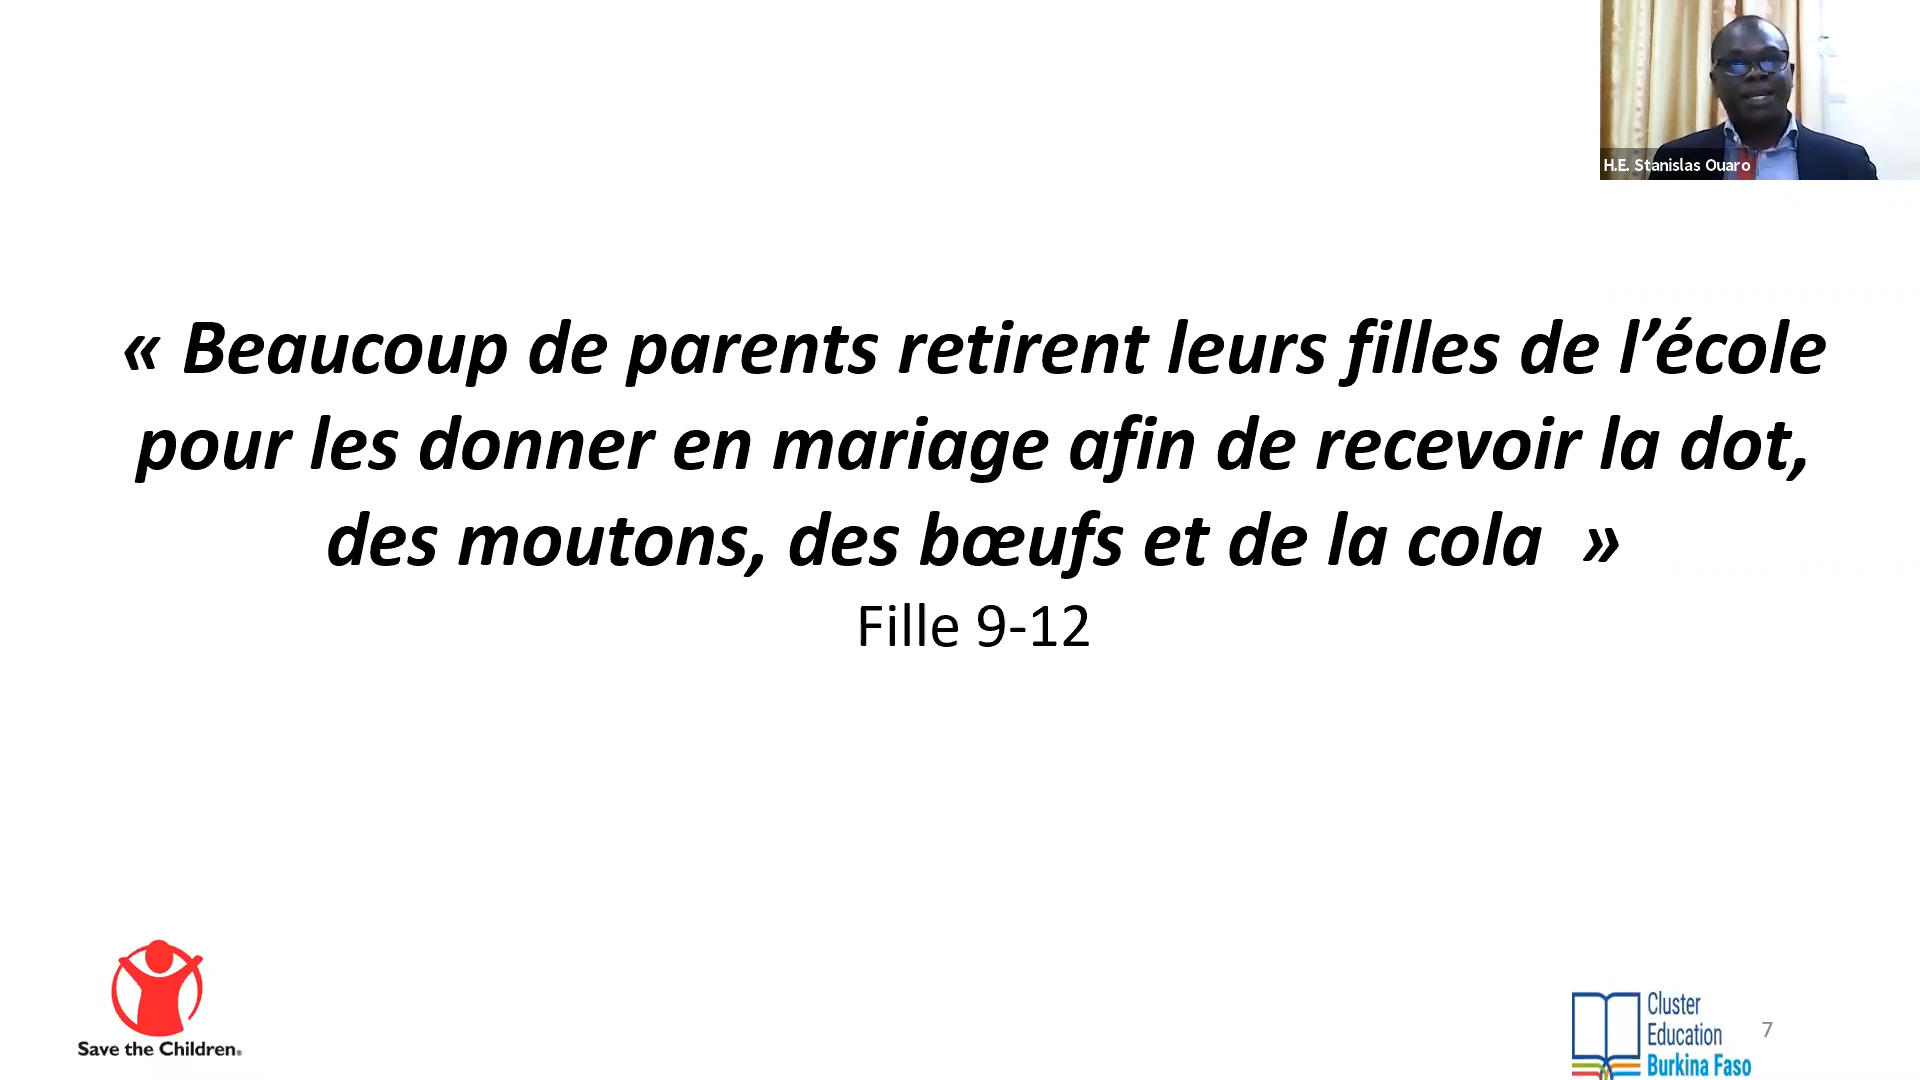 H.E. Stanislas Ouaro
« Beaucoup de parents retirent leurs filles de l’école
pour les donner en mariage afin de recevoir la dot,
des moutons, des bœufs et de la cola »
Fille 9-12
Save the Children®
Cluster
Education
Burkina Faso
7